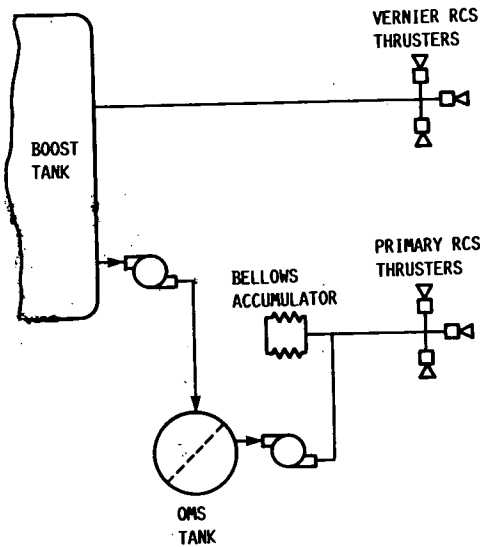 VERNIER RCS
THRUSTERS
BOOST
TANK
PRIMARY RCS
THRUSTERS
BELLOWS
ACCUMULATOR
OMS
TANK